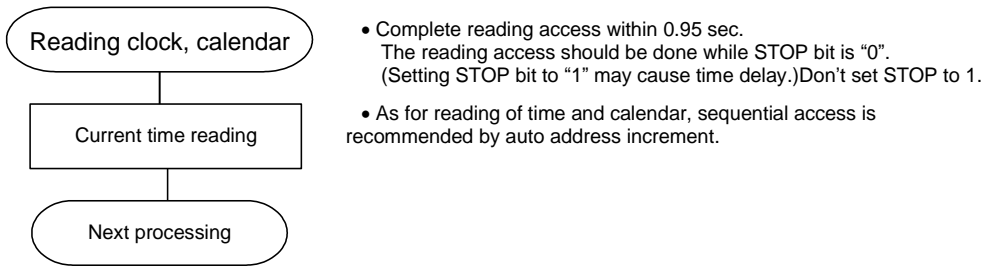 Reading clock, calendar
Current time reading
Next processing
• Complete reading access within 0.95 sec.
The reading access should be done while STOP bit is “0”.
(Setting STOP bit to “1” may cause time delay.)Don’t set STOP to 1.
• As for reading of time and calendar, sequential access is
recommended by auto address increment.